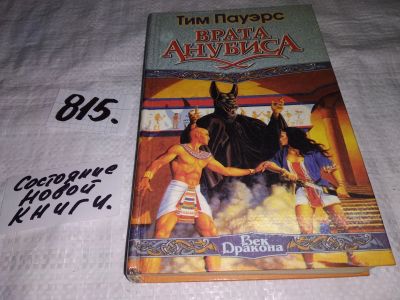 Тим Пауэрс
ВРАТА
АНУБИСА
Век
Дракона
815.
состояние
новой
книги.